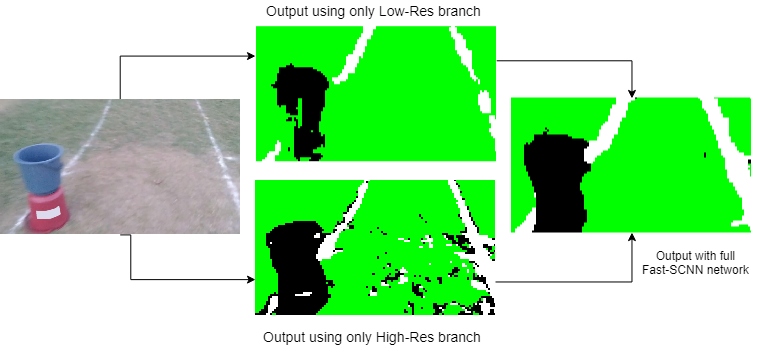 Output using only Low-Res branch
Output with full
Fast-SCNN network
Output using only High-Res branch